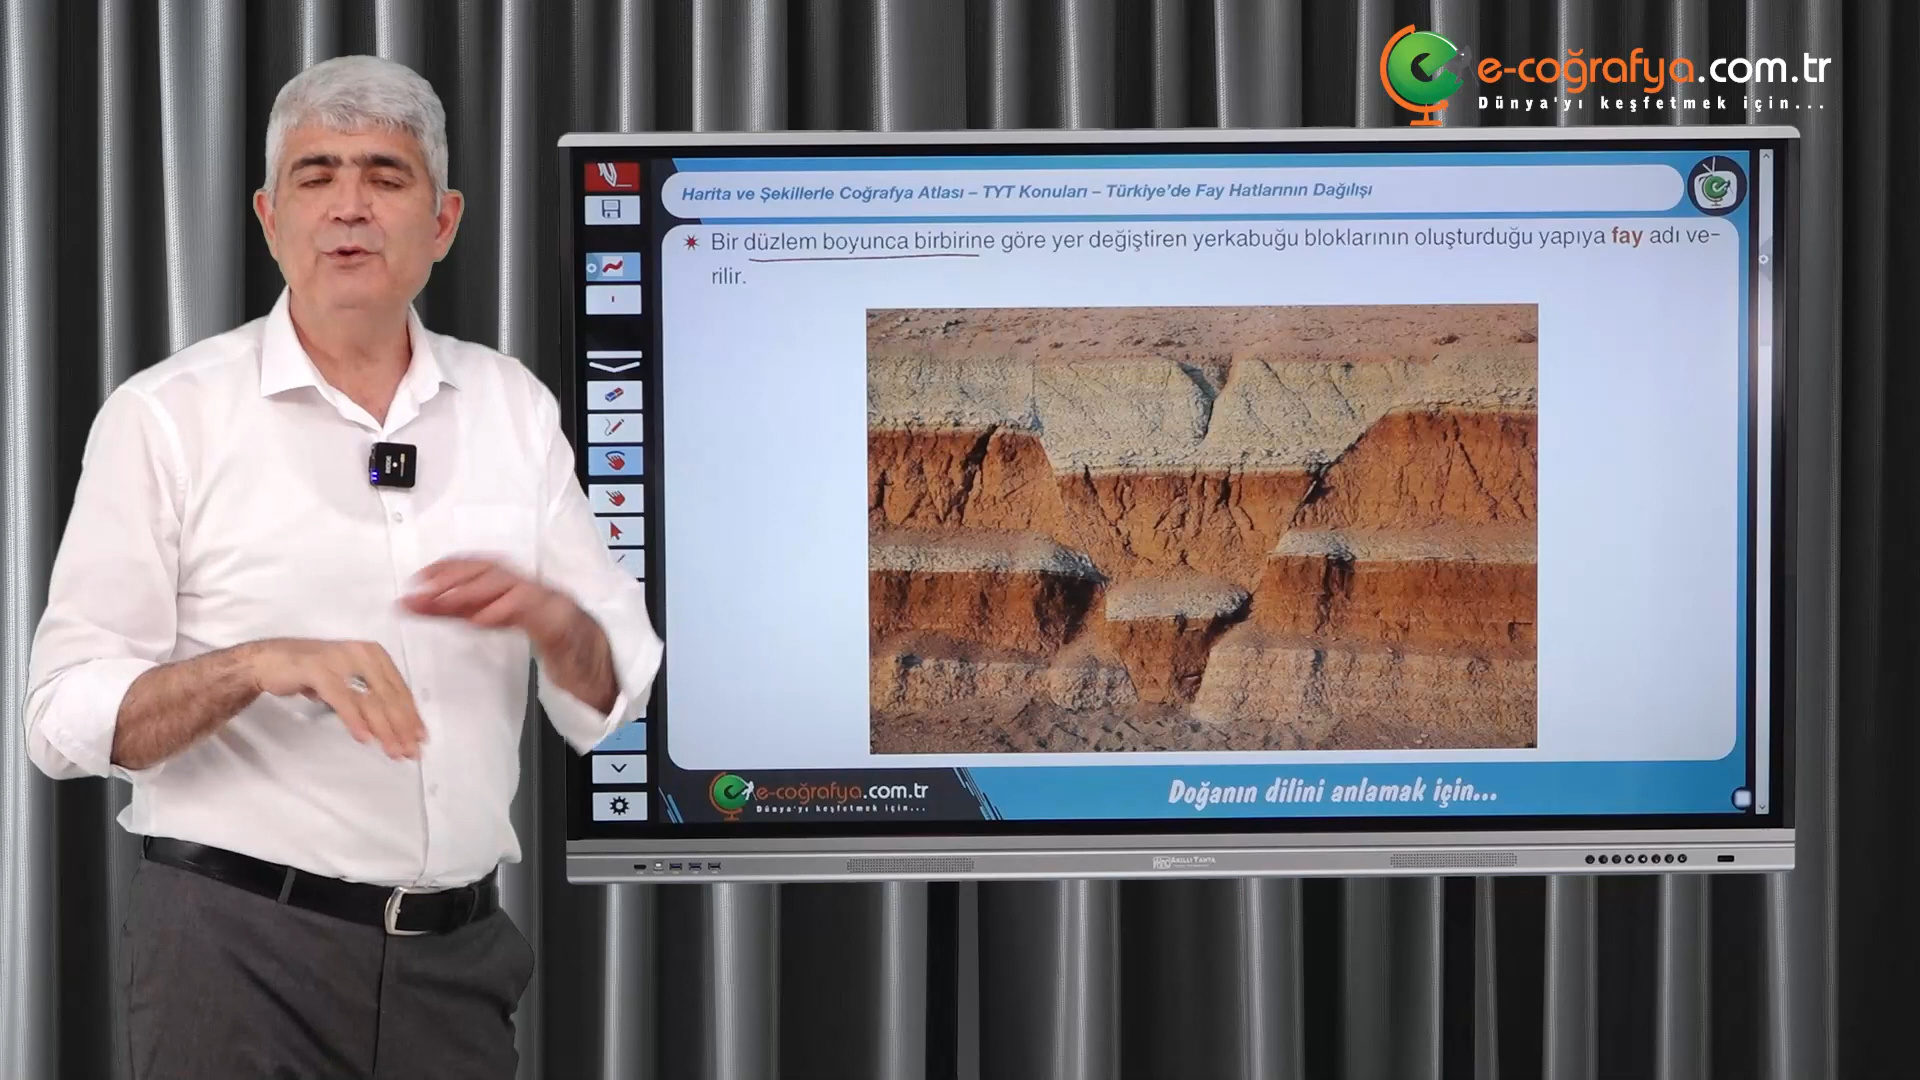 e-coğrafya.com.tr
Dünya'yı keşfetmek için...
Harita ve Şekillerle Coğrafya Atlası – TYT Konuları – Türkiye'de Fay Hatlarının Dağılışı
Bir düzlem boyunca birbirine göre yer değiştiren yerkabuğu bloklarının oluşturduğu yapıya fay adı ve-
rilir.
e-coğrafya.com.tr
Dünya'yı keşfetmek için...
Doğanın dilini anlamak için...
AKILLI TAHTA